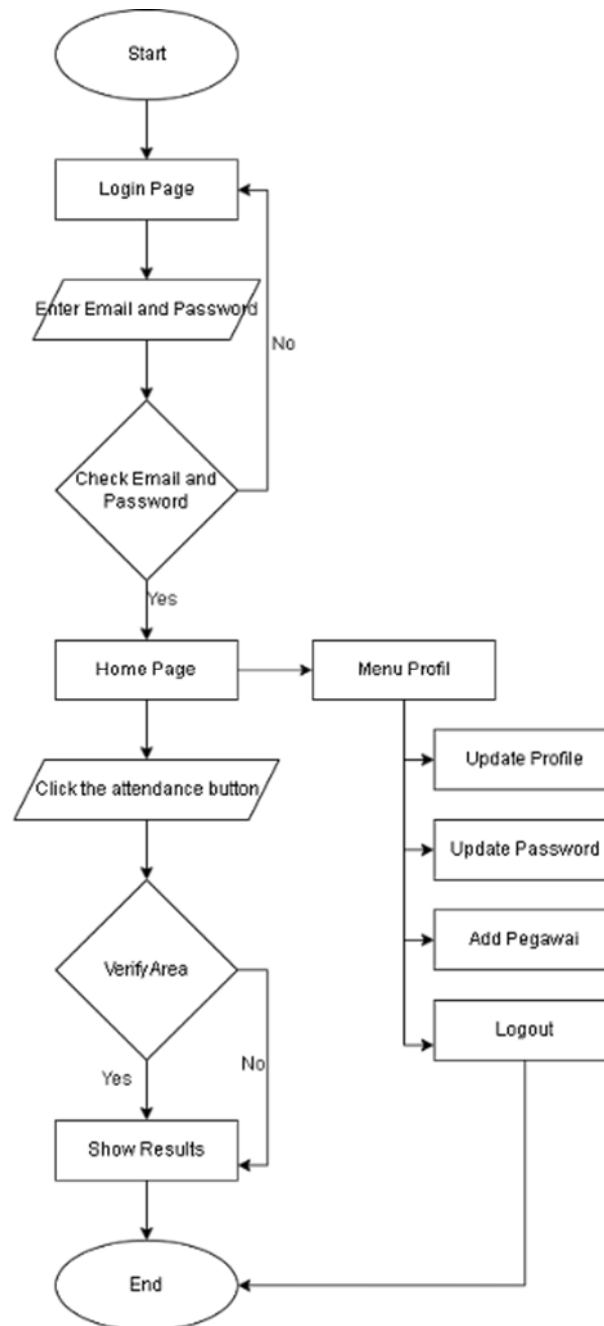 Start
Login Page
Enter Email and Password
No
Check Email and
Password
Yes
Home Page
Menu Profil
Click the attendance button
Update Profile
Update Password
Add Pegawai
Verify Area
Logout
Yes
No
Show Results
End